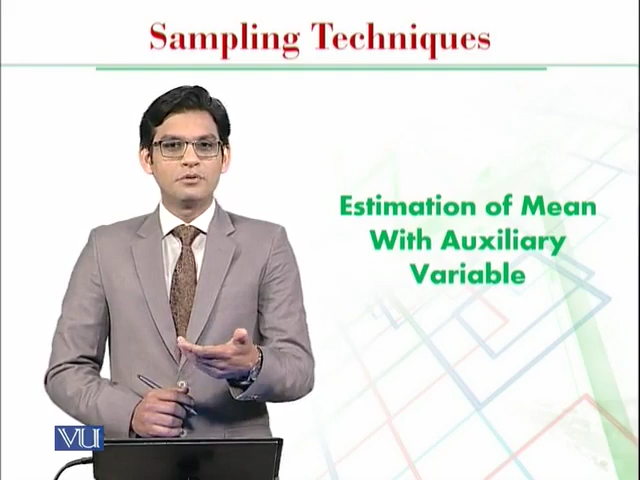 Sampling Techniques
Estimation of Mean
With Auxiliary
Variable
VU